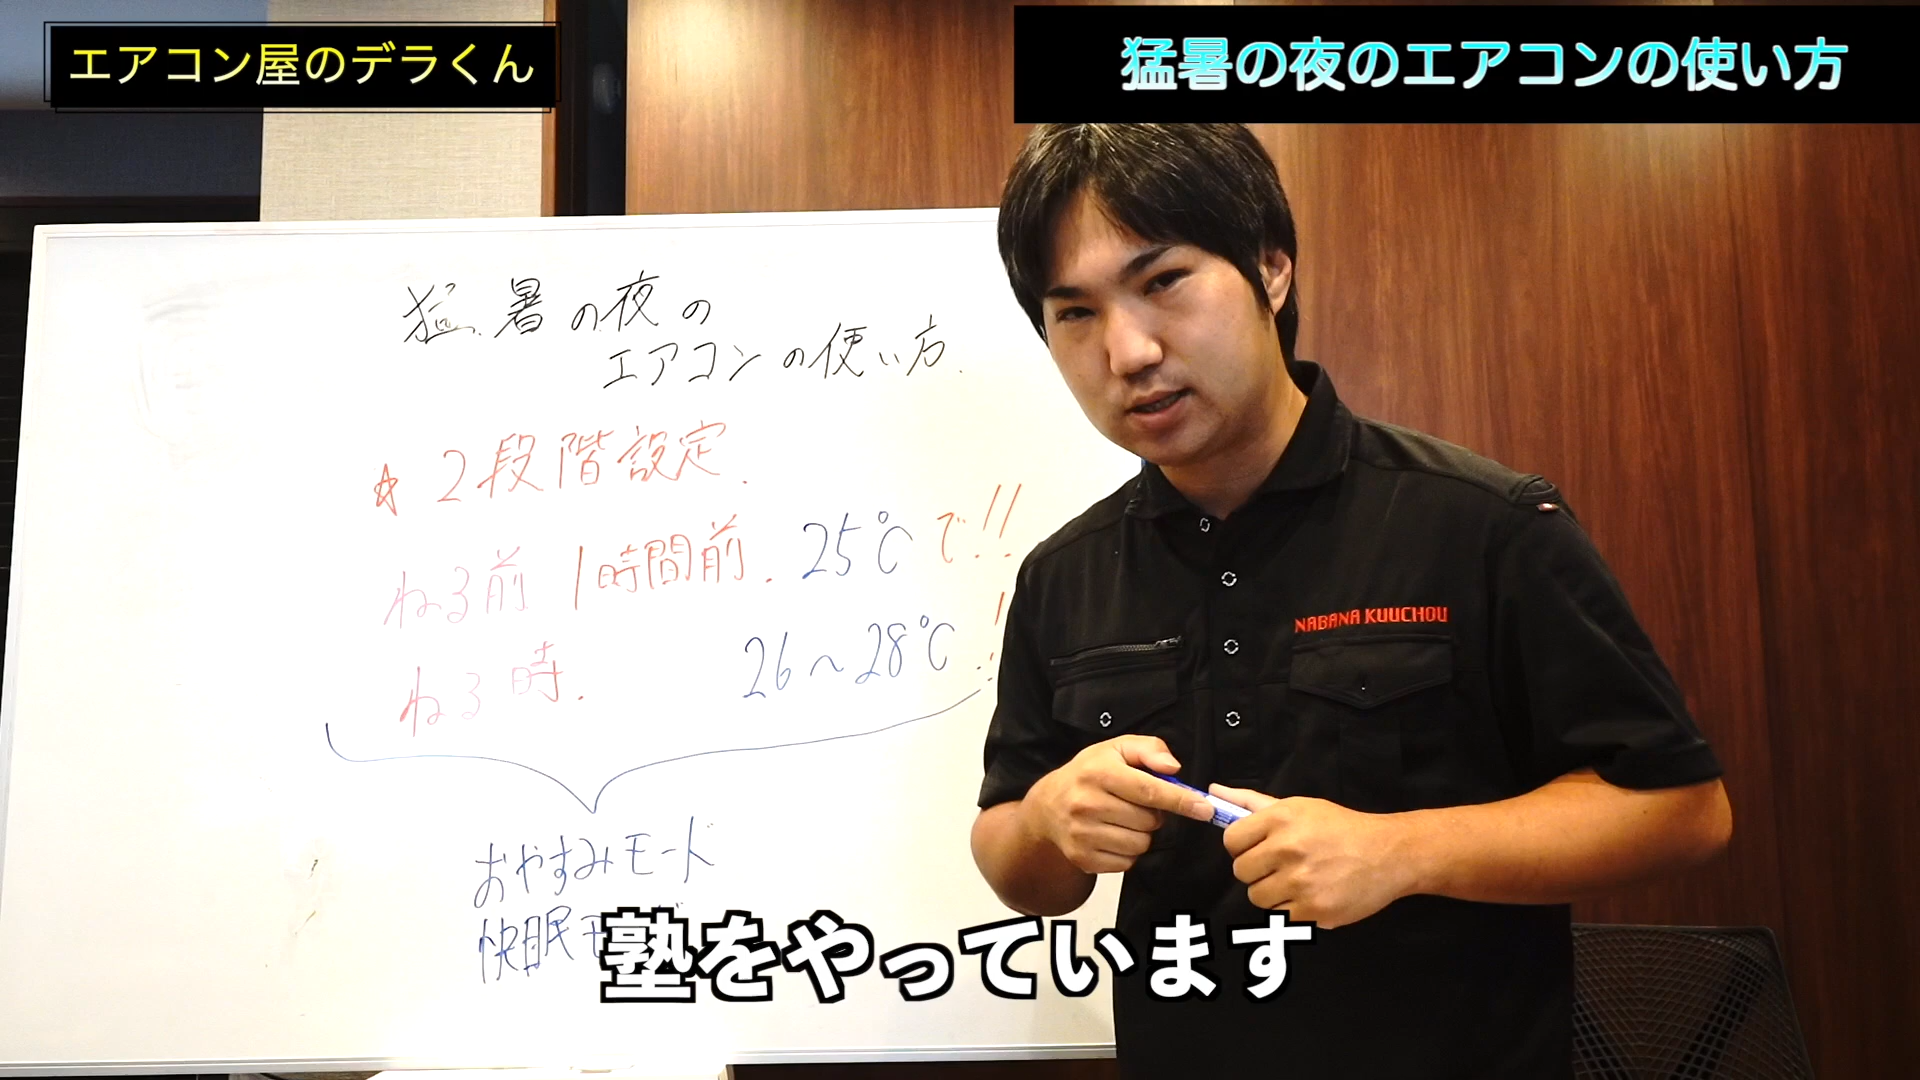 エアコン屋のデラくん
猛暑の夜のエアコンの使い方
猛暑の夜の
エアコンの使い方.
☆ 2段階設定.
ねる前 1時間前. 25℃で!!
ねる時. 26〜28℃!!
おやすみモード
快眠モ
NABANA KUUCHOU
塾をやっています